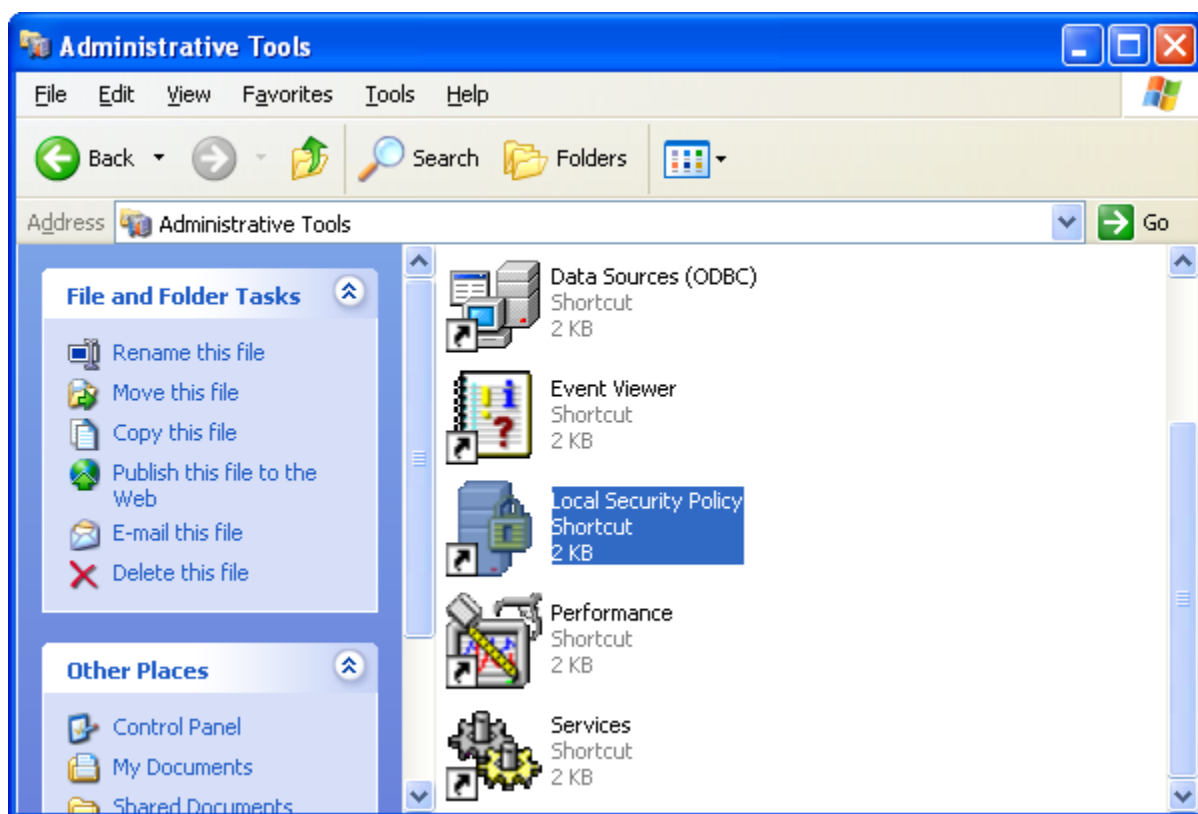 Administrative Tools
File Edit View Favorites Tools Help
Back Search Folders
Address Administrative Tools Go
File and Folder Tasks
Rename this file
Move this file
Copy this file
Publish this file to the
Web
E-mail this file
Delete this file
Other Places
Control Panel
My Documents
Shared Documents
Data Sources (ODBC)
Shortcut
2 KB
Event Viewer
Shortcut
2 KB
Local Security Policy
Shortcut
2 KB
Performance
Shortcut
2 KB
Services
Shortcut
2 KB